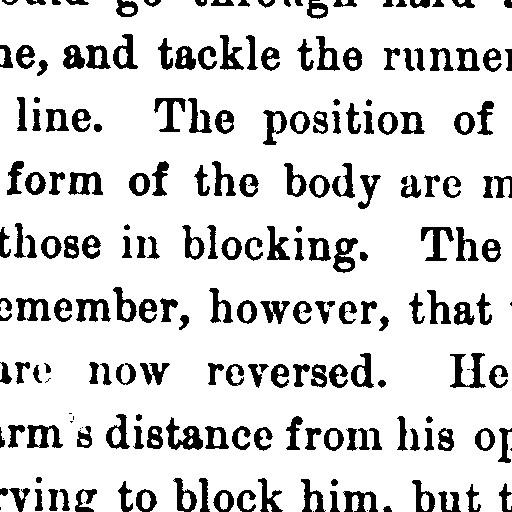 ould go through hard
ne, and tackle the runner
line. The position of
form of the body are m
those in blocking. The
emember, however, that
are now reversed. He
arm's distance from his op
rying to block him, but t